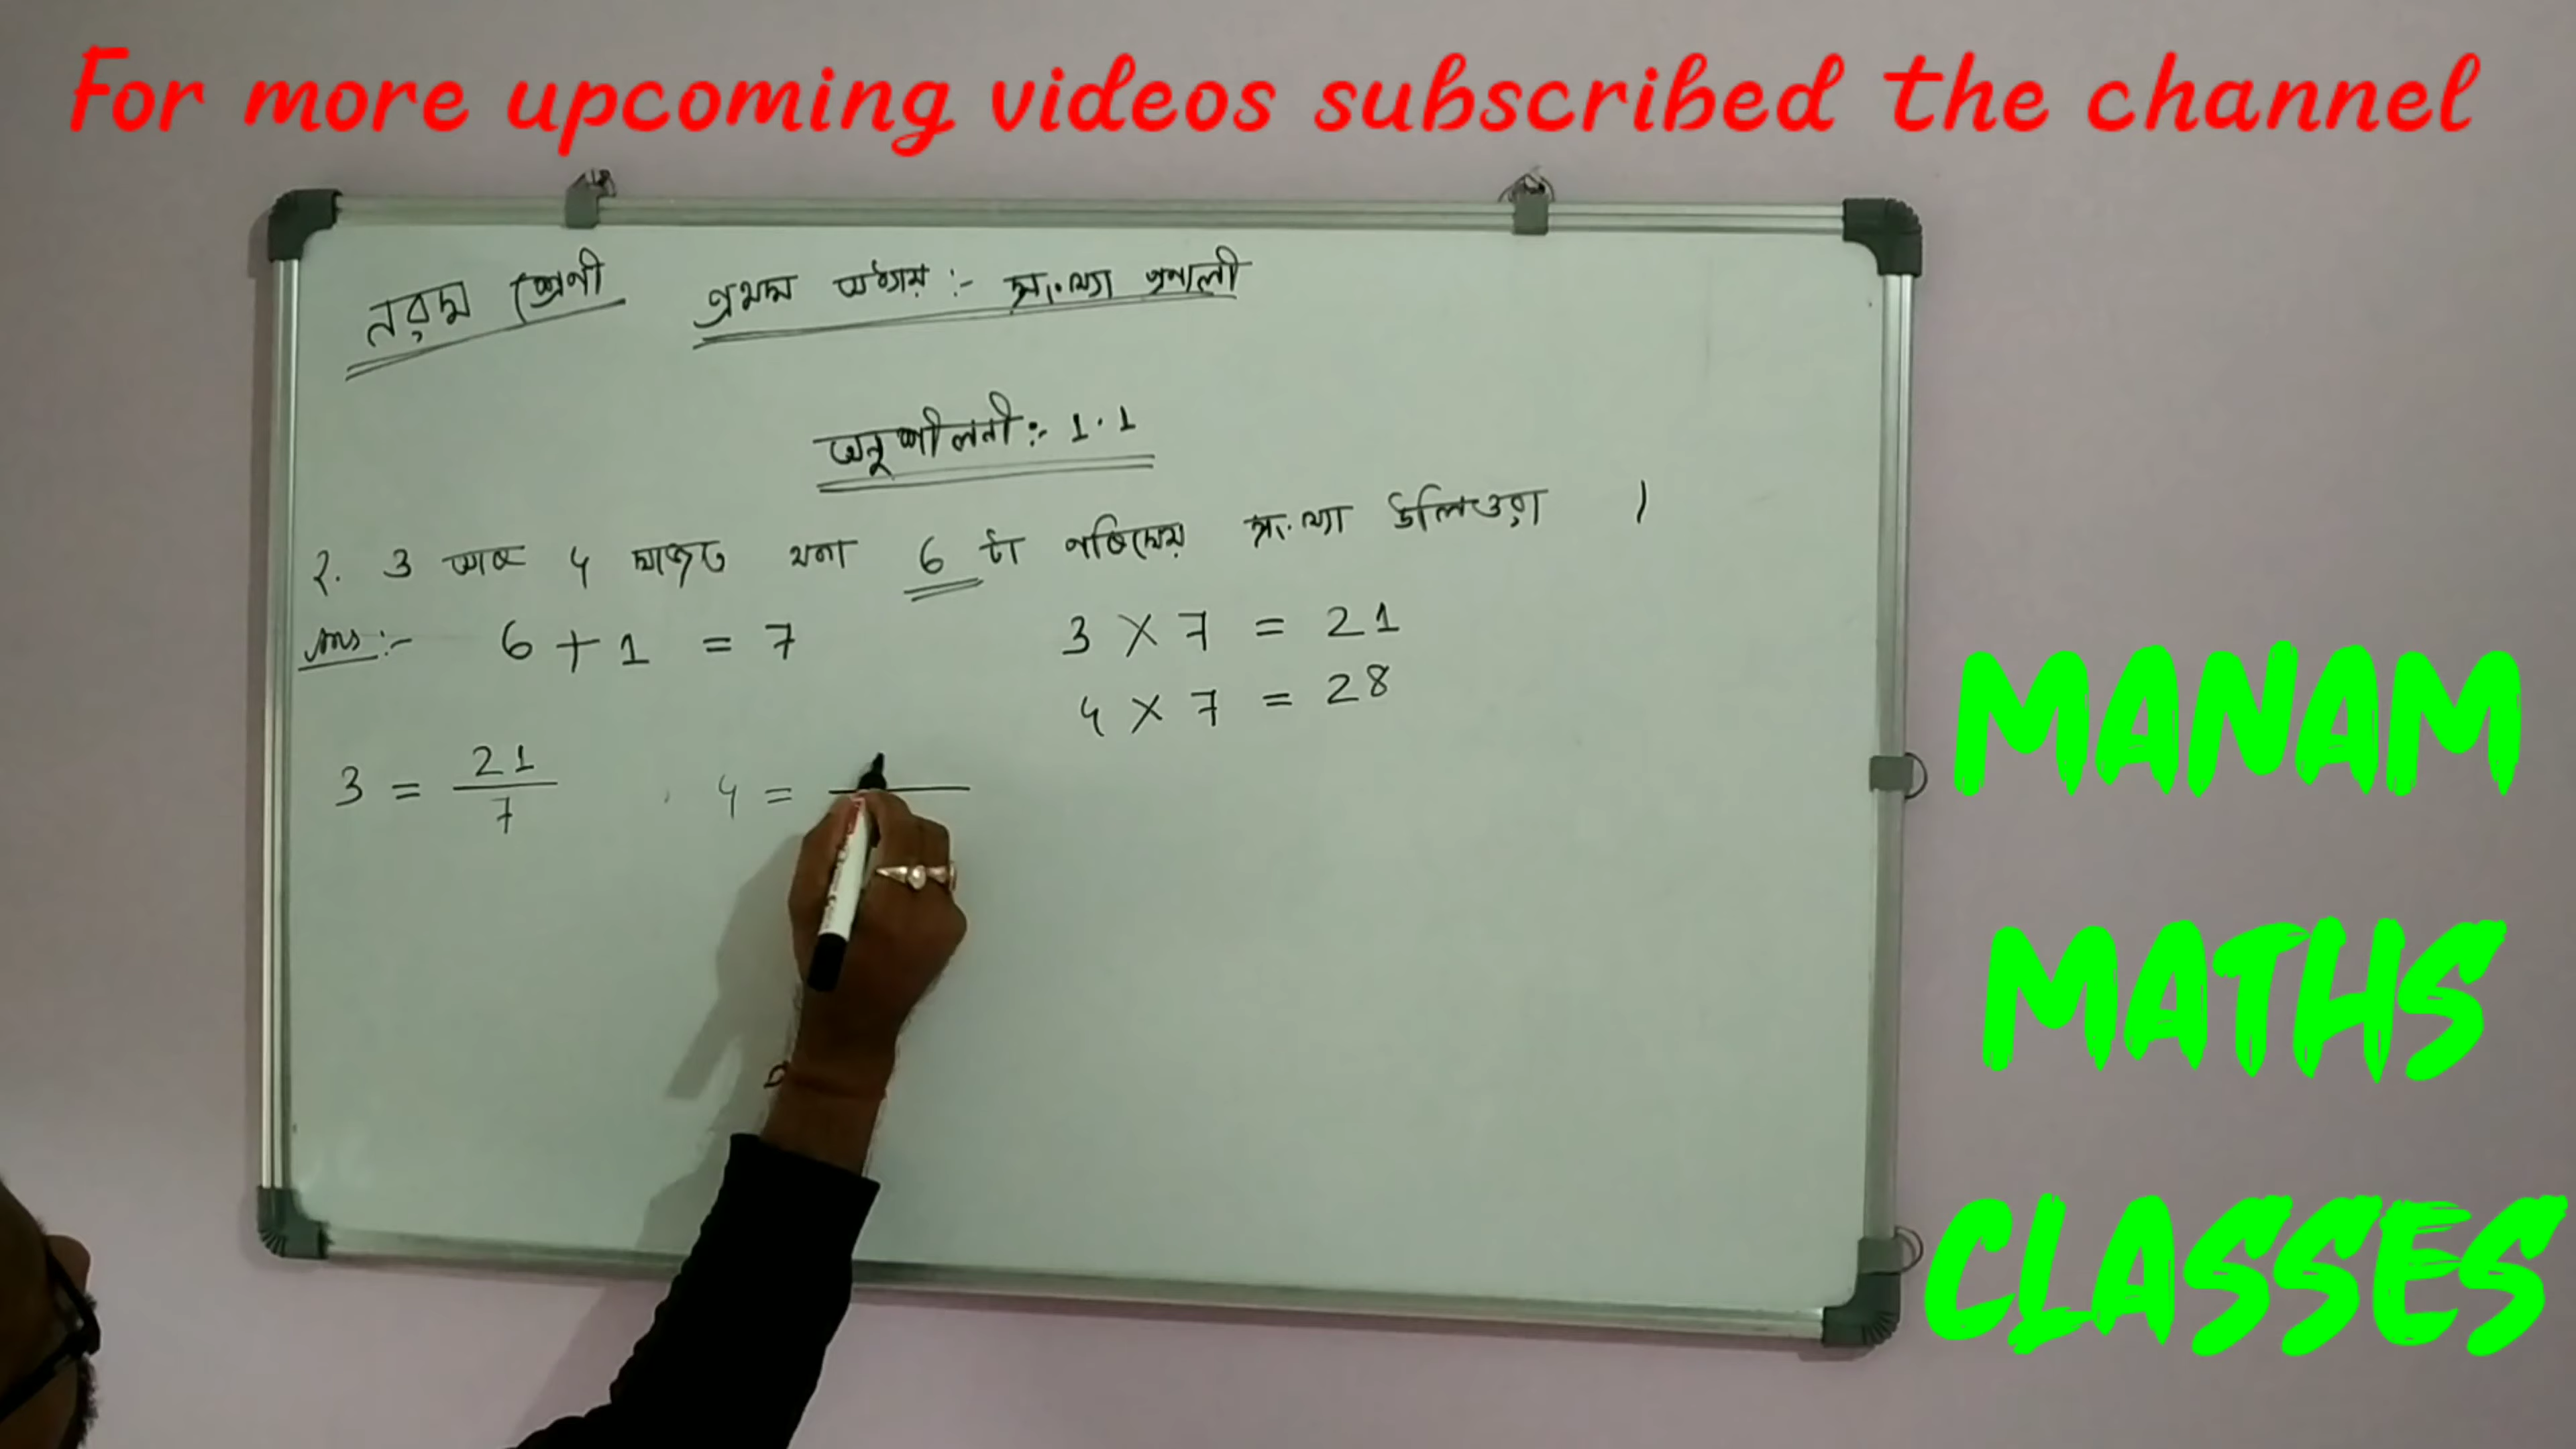 For more upcoming videos subscribed the channel
নৱম শ্ৰেণী প্ৰথম অধ্যায় :- সংখ্যা প্ৰণালী
অনুশীলনী :- 1.1
২. 3 আৰু 4 মাজত থকা 6 টা পৰিমেয় সংখ্যা উলিওৱা ।
Ans :- 6 + 1 = 7 3 × 7 = 21
4 × 7 = 28
3 = 21/7 , 4 =
MANAM
MATHS
CLASSES